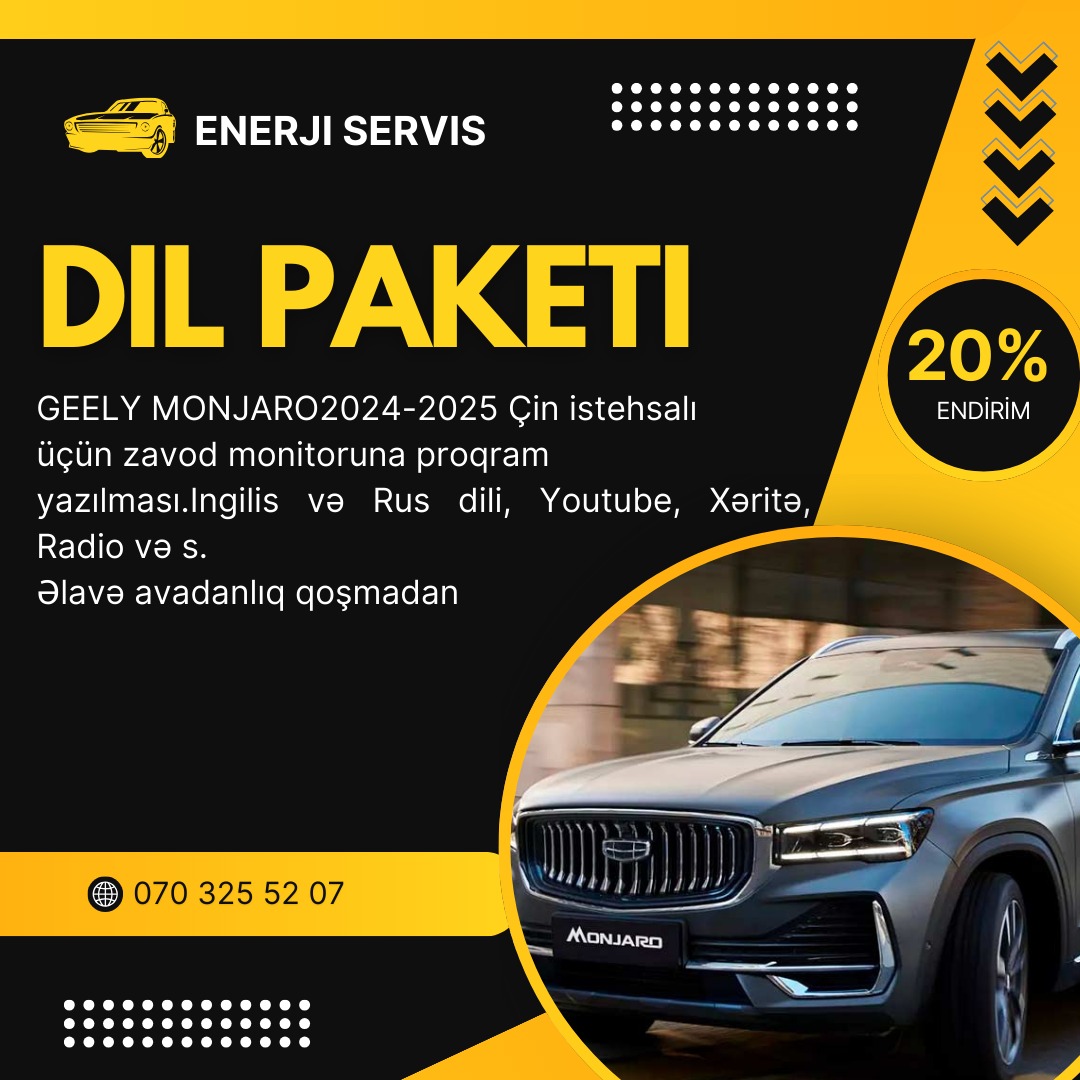 ENERJI SERVIS
DIL PAKETI
20%
ENDİRİM
GEELY MONJARO2024-2025 Çin istehsalı
üçün zavod monitoruna proqram
yazılması.Ingilis və Rus dili, Youtube, Xəritə,
Radio və s.
Əlavə avadanlıq qoşmadan
070 325 52 07
MONJARO